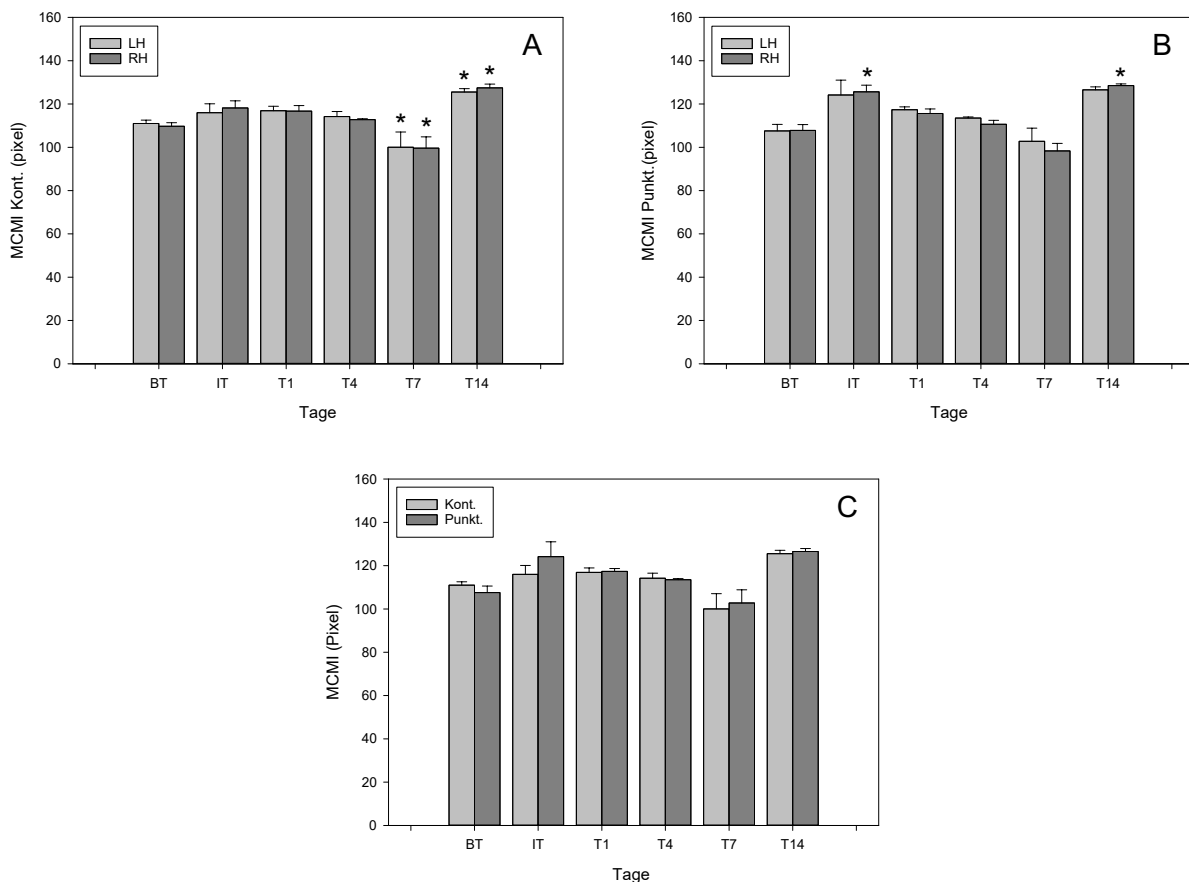 A
LH
RH
* * * *
MCMI Kont. (pixel)
160
140
120
100
80
60
40
20
0
BT IT T1 T4 T7 T14
Tage
B
LH
RH
* *
MCMI Punkt.(pixel)
160
140
120
100
80
60
40
20
0
BT IT T1 T4 T7 T14
Tage
C
Kont.
Punkt.
MCMI (Pixel)
160
140
120
100
80
60
40
20
0
BT IT T1 T4 T7 T14
Tage